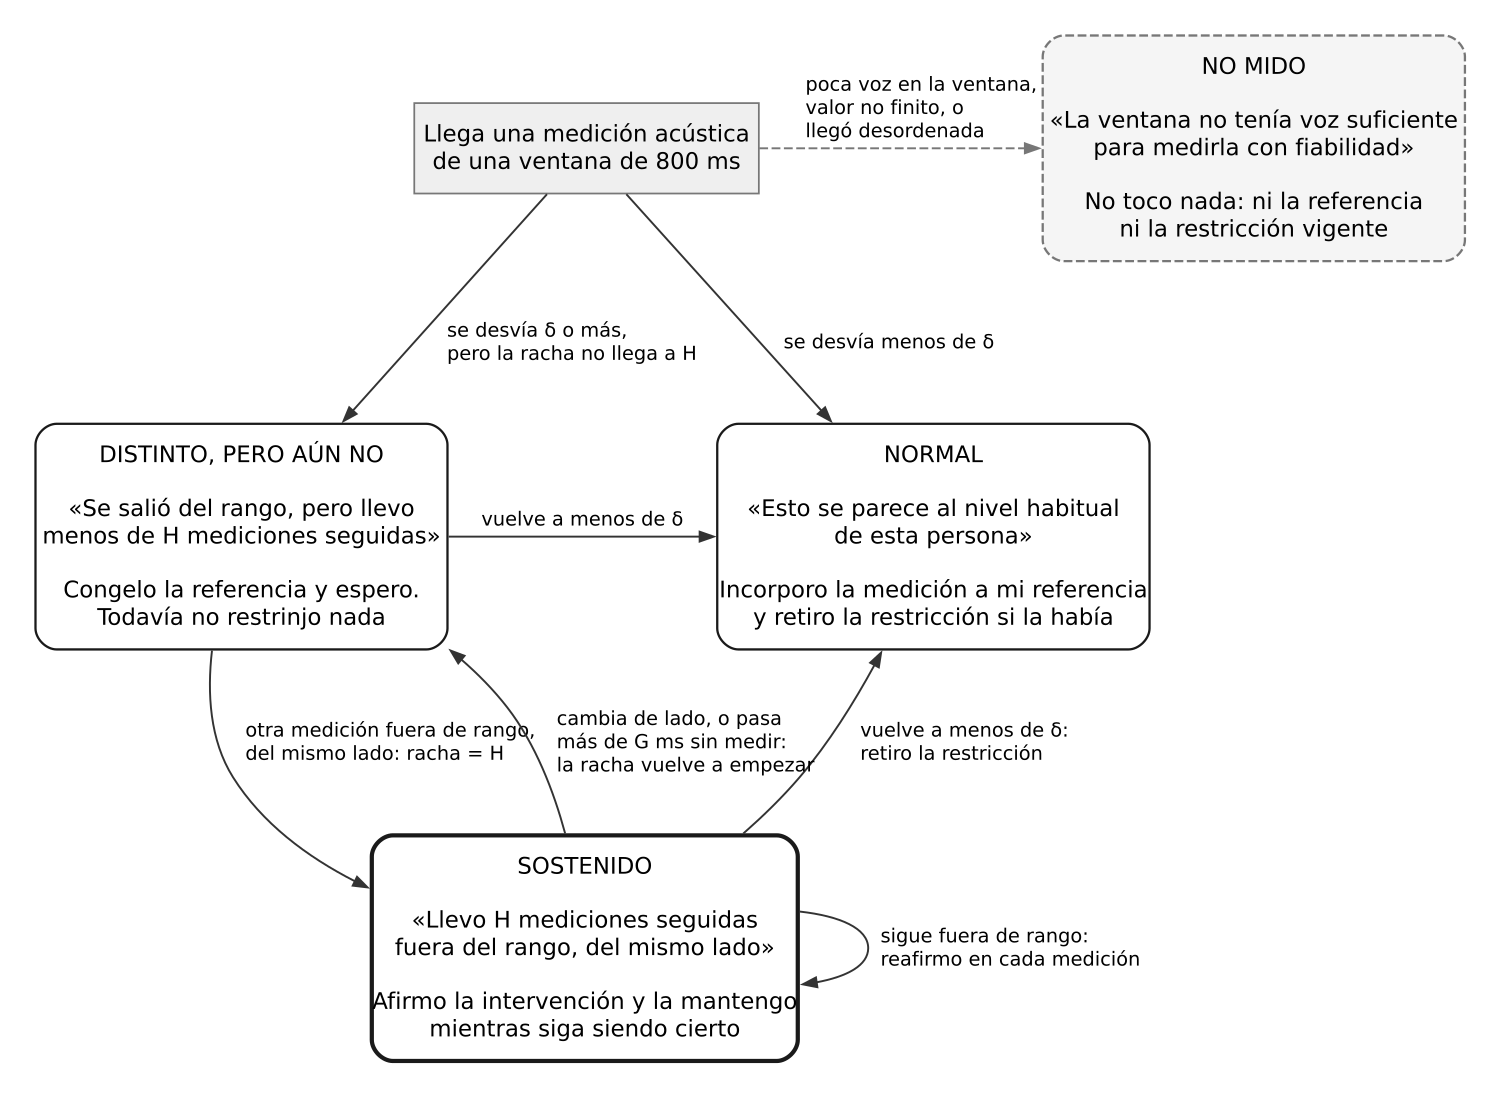 NO MIDO
«La ventana no tenía voz suficiente
para medirla con fiabilidad»
No toco nada: ni la referencia
ni la restricción vigente
poca voz en la ventana,
valor no finito, o
llegó desordenada
Llega una medición acústica
de una ventana de 800 ms
se desvía δ o más,
pero la racha no llega a H
se desvía menos de δ
DISTINTO, PERO AÚN NO
«Se salió del rango, pero llevo
menos de H mediciones seguidas»
Congelo la referencia y espero.
Todavía no restrinjo nada
vuelve a menos de δ
NORMAL
«Esto se parece al nivel habitual
de esta persona»
Incorporo la medición a mi referencia
y retiro la restricción si la había
otra medición fuera de rango,
del mismo lado: racha = H
cambia de lado, o pasa
más de G ms sin medir:
la racha vuelve a empezar
vuelve a menos de δ:
retiro la restricción
SOSTENIDO
«Llevo H mediciones seguidas
fuera del rango, del mismo lado»
Afirmo la intervención y la mantengo
mientras siga siendo cierto
sigue fuera de rango:
reafirmo en cada medición